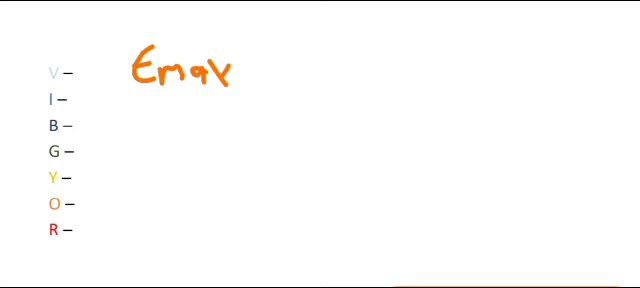 V – Emax
I –
B –
G –
Y –
O –
R –